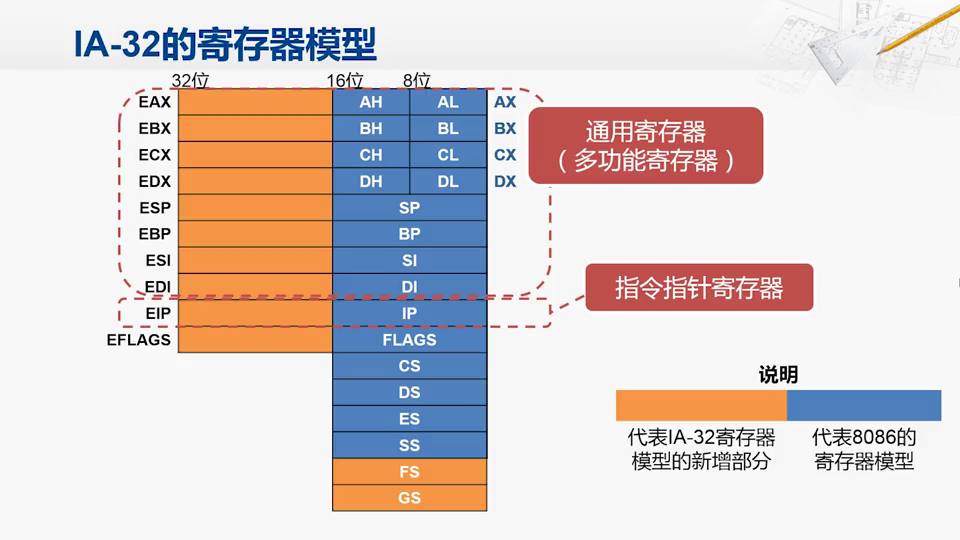 IA-32的寄存器模型
32位 16位 8位
EAX AH AL AX
EBX BH BL BX
ECX CH CL CX
EDX DH DL DX
ESP SP
EBP BP
ESI SI
EDI DI
EIP IP
EFLAGS FLAGS
CS
DS
ES
SS
FS
GS
通用寄存器
（多功能寄存器）
指令指针寄存器
说明
代表IA-32寄存器
模型的新增部分
代表8086的
寄存器模型